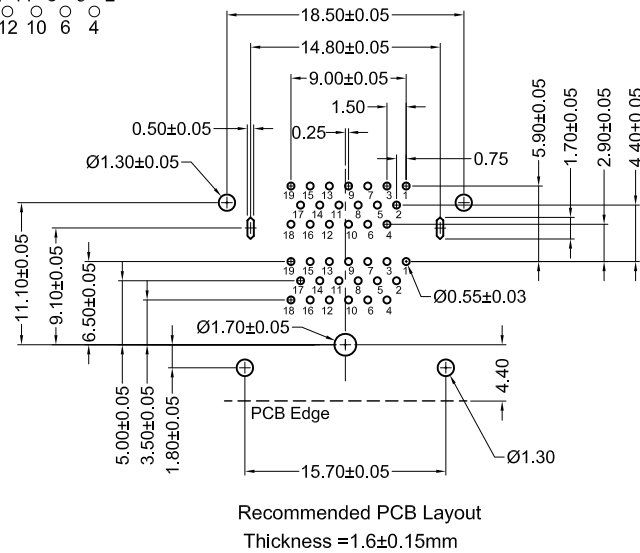 12 10 6 4
18.50±0.05
14.80±0.05
9.00±0.05
1.50
0.50±0.05
0.25
0.75
Ø1.30±0.05
5.90±0.05
1.70±0.05
2.90±0.05
4.40±0.05
19 15 13 9 7 3 1
17 14 11 8 5 2
18 16 12 10 6 4
19 15 13 9 7 3 1
17 14 11 8 5 2
18 16 12 10 6 4
11.10±0.05
9.10±0.05
6.50±0.05
5.00±0.05
3.50±0.05
1.80±0.05
Ø0.55±0.03
Ø1.70±0.05
4.40
PCB Edge
Ø1.30
15.70±0.05
Recommended PCB Layout
Thickness =1.6±0.15mm